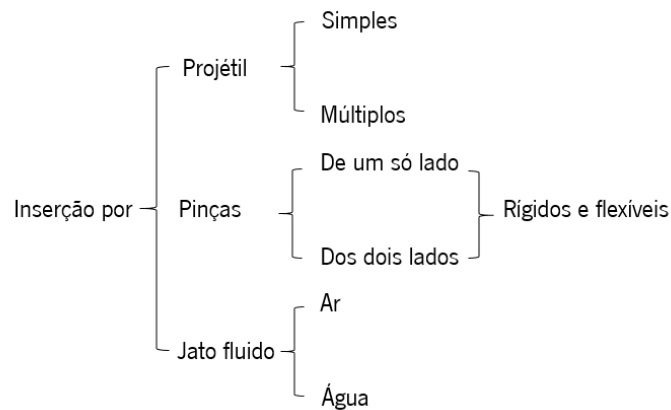 Simples
Projétil
Múltiplos
De um só lado
Inserção por
Pinças
Rígidos e flexíveis
Dos dois lados
Ar
Jato fluido
Água